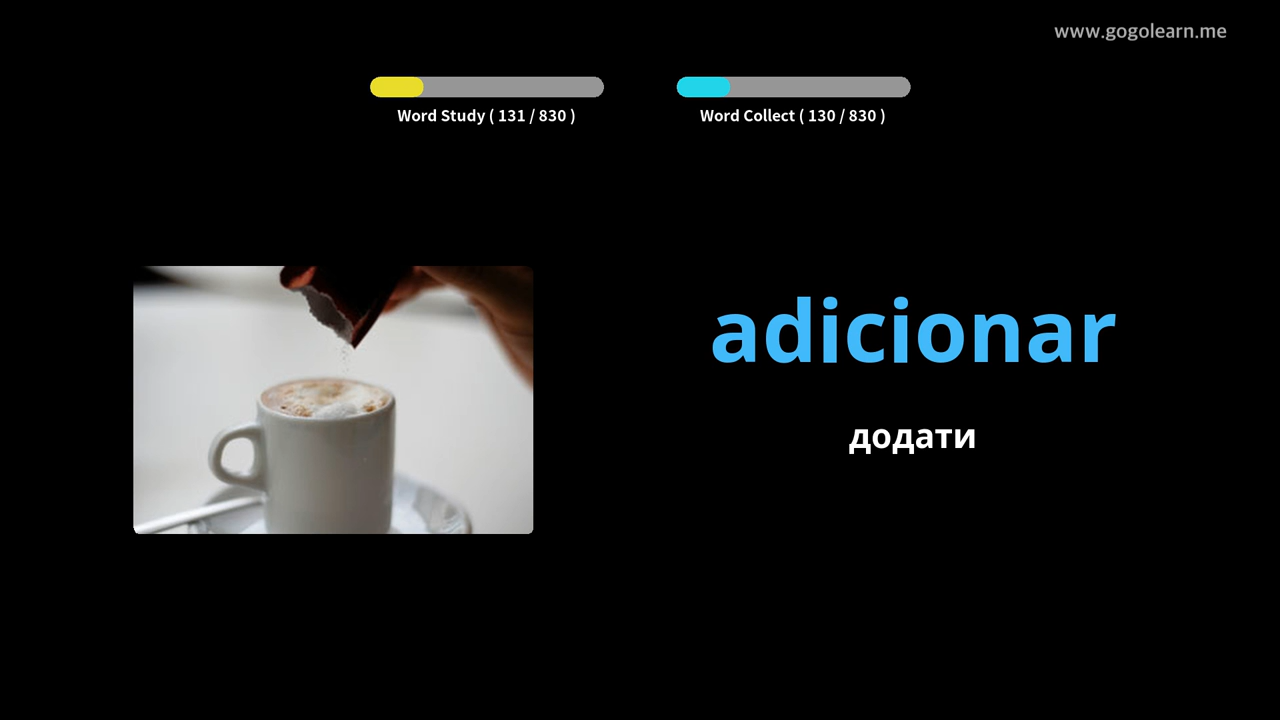 www.gogolearn.me
Word Study ( 131 / 830 )
Word Collect ( 130 / 830 )
adicionar
додати